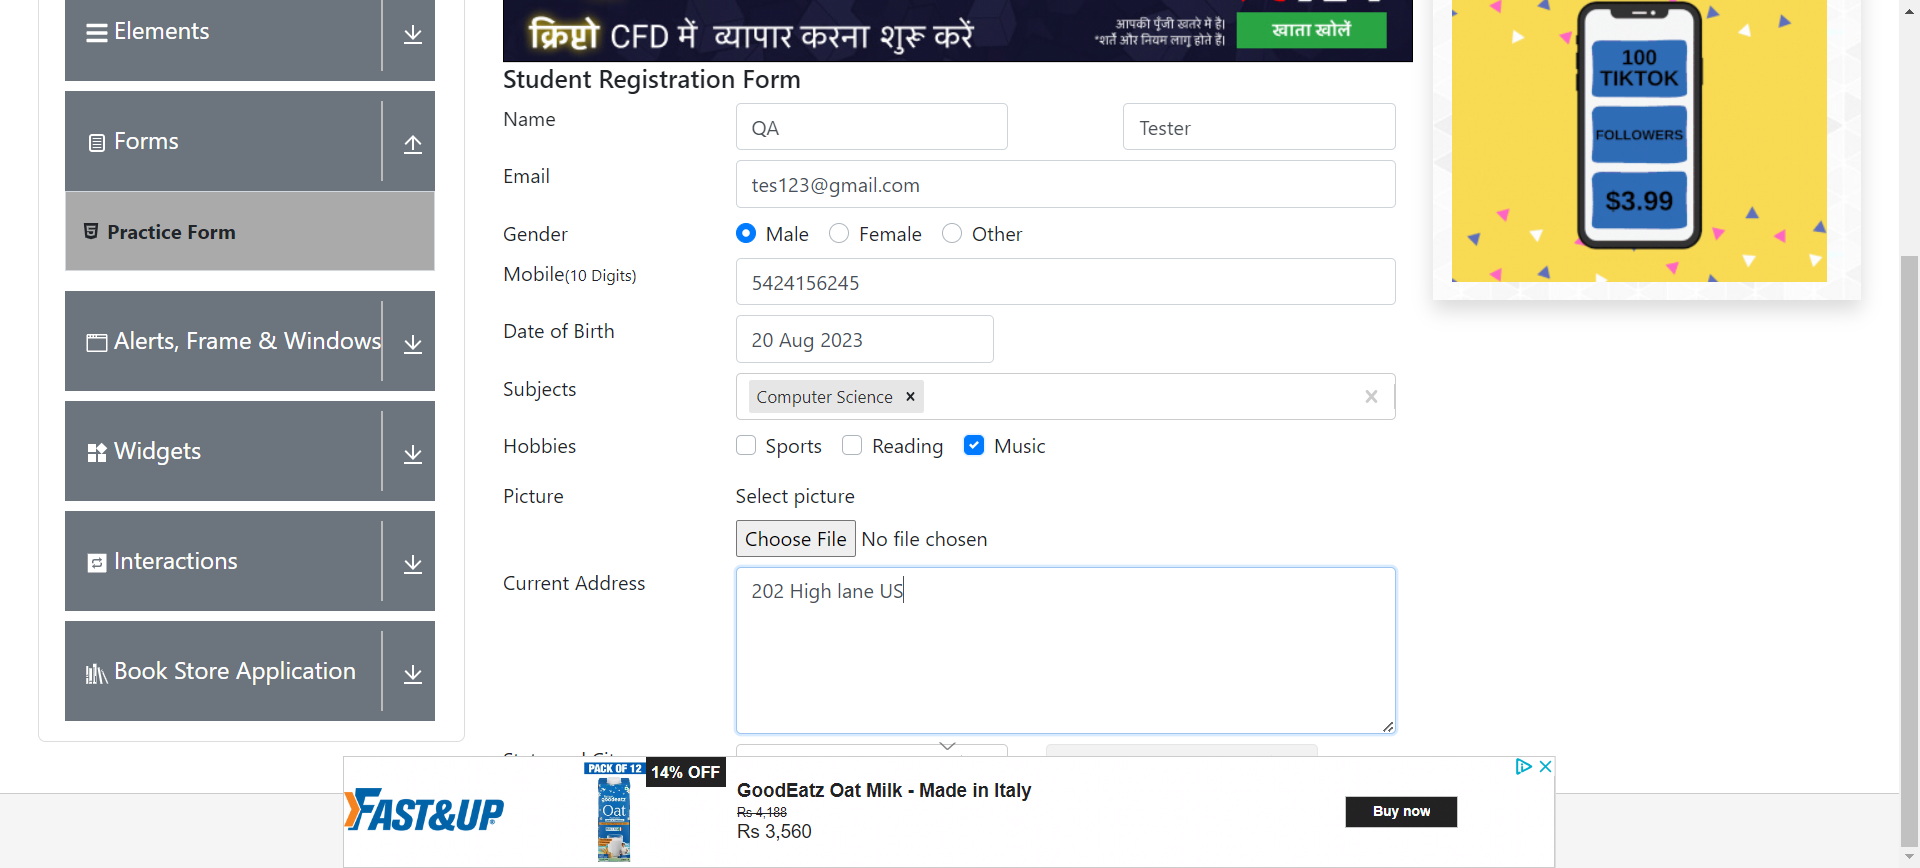 Elements
Forms
Practice Form
Alerts, Frame & Windows
Widgets
Interactions
Book Store Application
क्रिप्टो CFD में व्यापार करना शुरू करें
आपकी पूँजी खतरे में है।
*शर्तें और नियम लागू होते हैं।
खाता खोलें
Student Registration Form
Name
QA
Tester
Email
tes123@gmail.com
Gender
Male
Female
Other
Mobile(10 Digits)
5424156245
Date of Birth
20 Aug 2023
Subjects
Computer Science
Hobbies
Sports
Reading
Music
Picture
Select picture
Choose File
No file chosen
Current Address
202 High lane US
100
TIKTOK
FOLLOWERS
$3.99
FAST&UP
PACK OF 12
14% OFF
goodeatz
Oat
GoodEatz Oat Milk - Made in Italy
Rs 4,188
Rs 3,560
Buy now